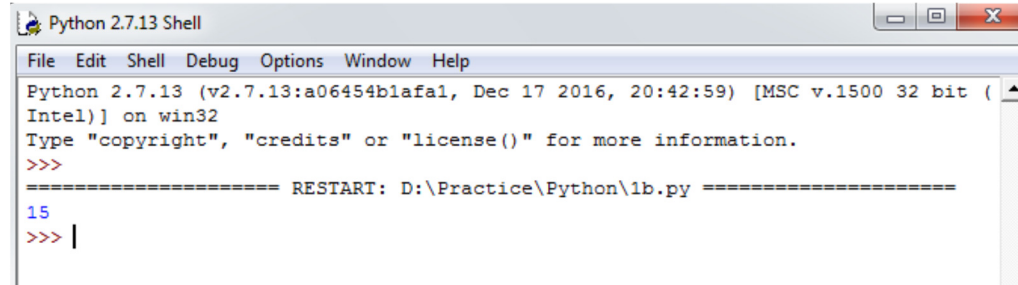 Python 2.7.13 Shell
File Edit Shell Debug Options Window Help
Python 2.7.13 (v2.7.13:a06454b1afa1, Dec 17 2016, 20:42:59) [MSC v.1500 32 bit (
Intel)] on win32
Type "copyright", "credits" or "license()" for more information.
>>>
===================== RESTART: D:\Practice\Python\1b.py =====================
15
>>>